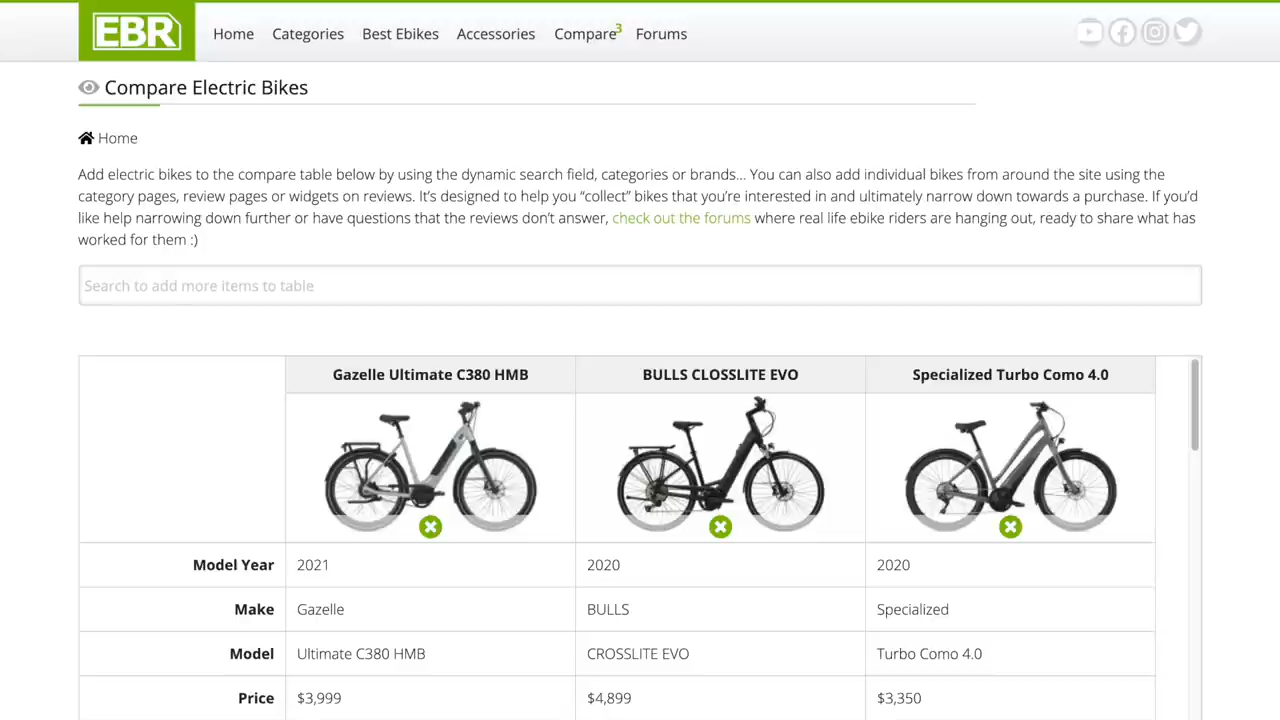 EBR
Home Categories Best Ebikes Accessories Compare3 Forums
Compare Electric Bikes
Home
Add electric bikes to the compare table below by using the dynamic search field, categories or brands... You can also add individual bikes from around the site using the
category pages, review pages or widgets on reviews. It's designed to help you “collect” bikes that you're interested in and ultimately narrow down towards a purchase. If you'd
like help narrowing down further or have questions that the reviews don't answer, check out the forums where real life ebike riders are hanging out, ready to share what has
worked for them :)
Search to add more items to table
Gazelle Ultimate C380 HMB BULLS CLOSSLITE EVO Specialized Turbo Como 4.0
Model Year 2021 2020 2020
Make Gazelle BULLS Specialized
Model Ultimate C380 HMB CROSSLITE EVO Turbo Como 4.0
Price $3,999 $4,899 $3,350